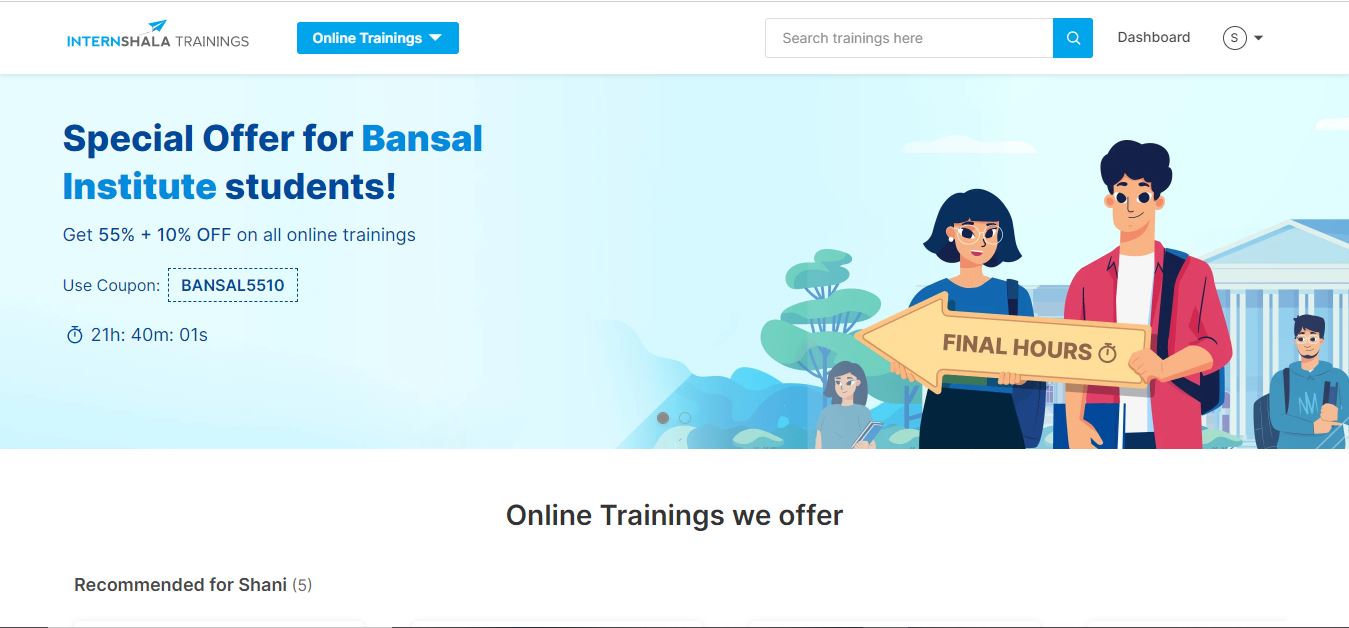 INTERNSHALA TRAININGS
Online Trainings
Search trainings here
Dashboard
S
Special Offer for Bansal
Institute students!
Get 55% + 10% OFF on all online trainings
Use Coupon: BANSAL5510
21h: 40m: 01s
FINAL HOURS
Online Trainings we offer
Recommended for Shani (5)